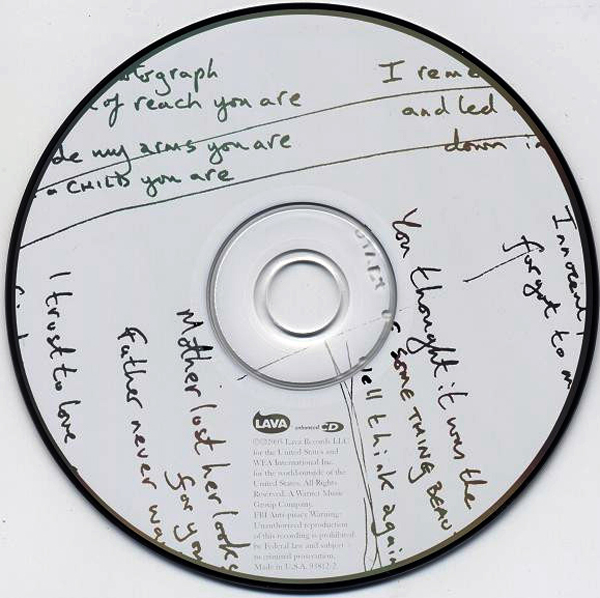 I reme
of reach you are
and led
de my arms you are
down in
a CHILD you are
Innocent
forgot to
You thought it was the
SOMETHING BEAU
'll think again
I trust to love
Father never wa
Mother lost her looks
for you
LAVA enhanced CD
©℗2005 Lava Records LLC
for the United States and
WEA International Inc.
for the world outside of the
United States. All Rights
Reserved. A Warner Music
Group Company.
FBI Anti-piracy Warning:
Unauthorized reproduction
of this recording is prohibited
by Federal law and subject
to criminal prosecution.
Made in U.S.A. 93812-2